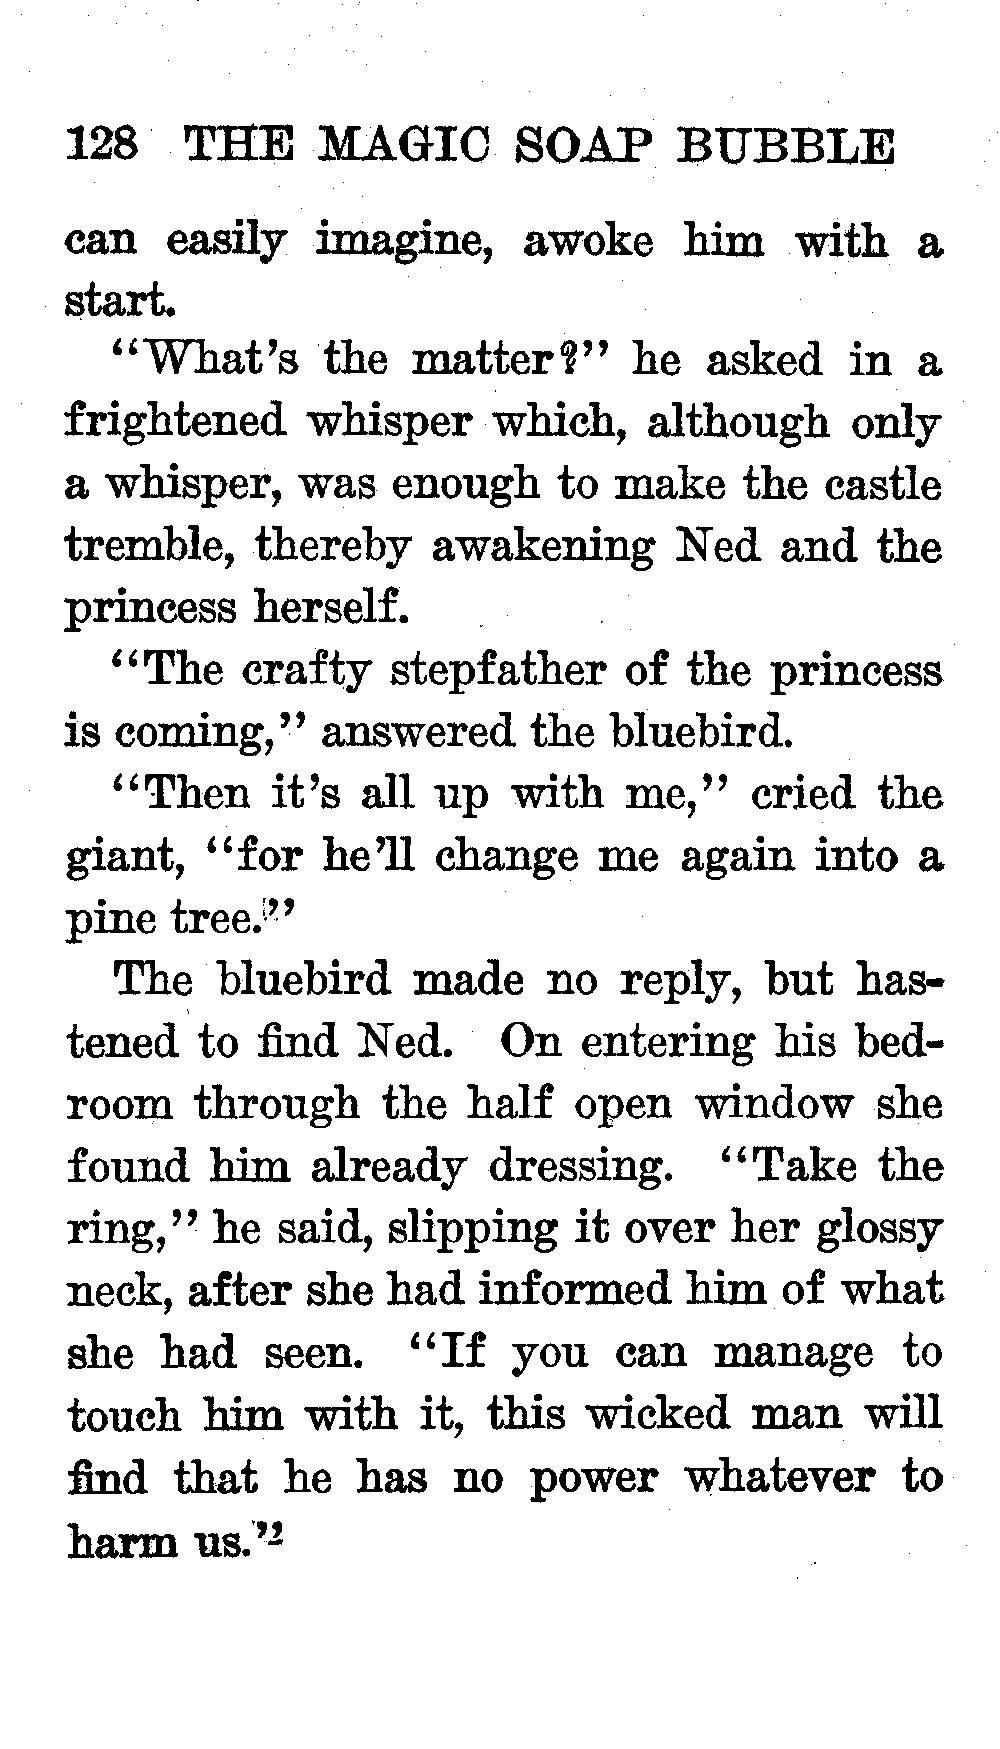 128 THE MAGIC SOAP BUBBLE
can easily imagine, awoke him with a
start.
“What’s the matter?” he asked in a
frightened whisper which, although only
a whisper, was enough to make the castle
tremble, thereby awakening Ned and the
princess herself.
“The crafty stepfather of the princess
is coming,” answered the bluebird.
“Then it’s all up with me,” cried the
giant, “for he’ll change me again into a
pine tree.”
The bluebird made no reply, but has-
tened to find Ned. On entering his bed-
room through the half open window she
found him already dressing. “Take the
ring,” he said, slipping it over her glossy
neck, after she had informed him of what
she had seen. “If you can manage to
touch him with it, this wicked man will
find that he has no power whatever to
harm us.”